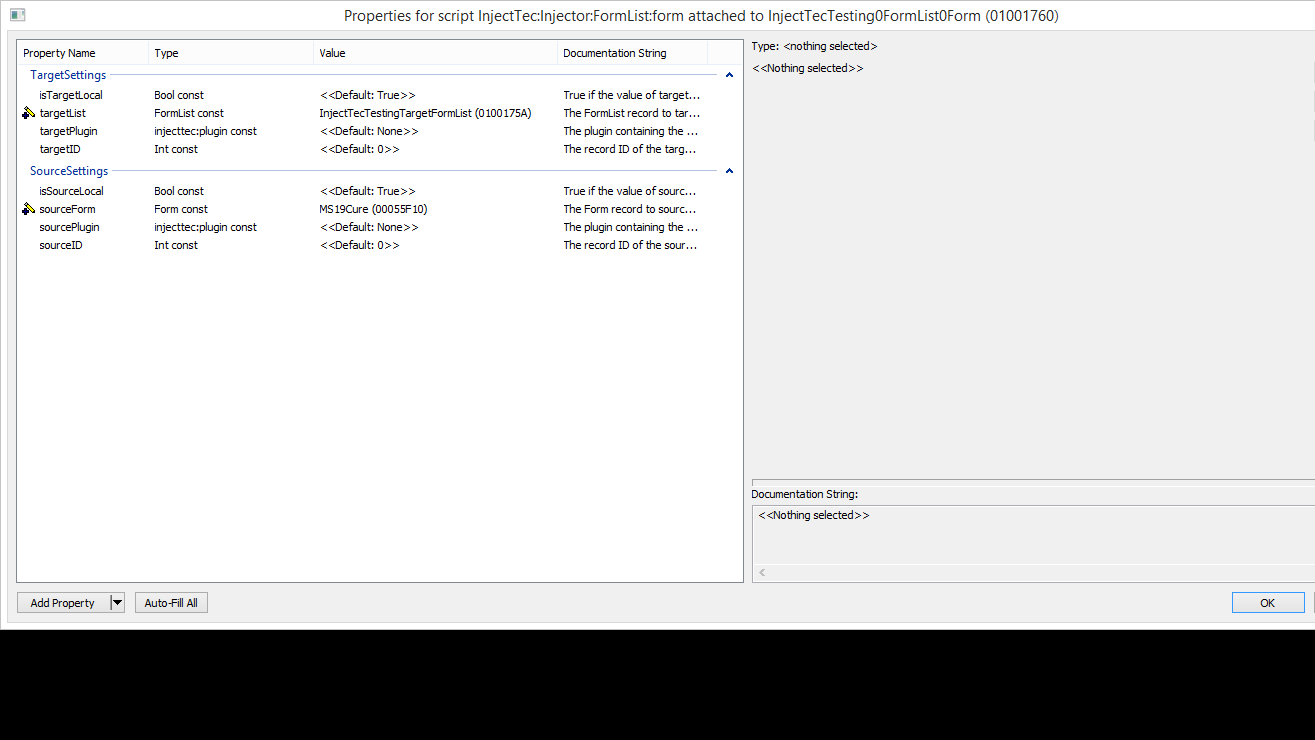 Properties for script InjectTec:Injector:FormList:form attached to InjectTecTesting0FormList0Form (01001760)
Property Name Type Value Documentation String
TargetSettings
isTargetLocal Bool const <<Default: True>> True if the value of target...
targetList FormList const InjectTecTestingTargetFormList (0100175A) The FormList record to tar...
targetPlugin injecttec:plugin const <<Default: None>> The plugin containing the ...
targetID Int const <<Default: 0>> The record ID of the targ...
SourceSettings
isSourceLocal Bool const <<Default: True>> True if the value of sourc...
sourceForm Form const MS19Cure (00055F10) The Form record to sourc...
sourcePlugin injecttec:plugin const <<Default: None>> The plugin containing the ...
sourceID Int const <<Default: 0>> The record ID of the sour...
Type: <nothing selected>
<<Nothing selected>>
Documentation String:
<<Nothing selected>>
Add Property Auto-Fill All OK